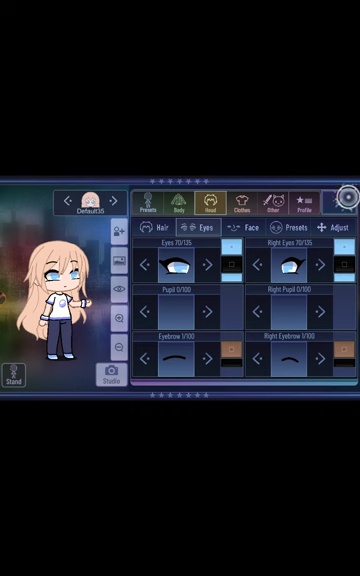 Default35
Presets
Body
Head
Clothes
Other
Profile
Hair
Eyes
Face
Presets
Adjust
Eyes 70/135
Right Eyes 70/135
Pupil 0/100
Right Pupil 0/100
Eyebrow 1/100
Right Eyebrow 1/100
Stand
Studio